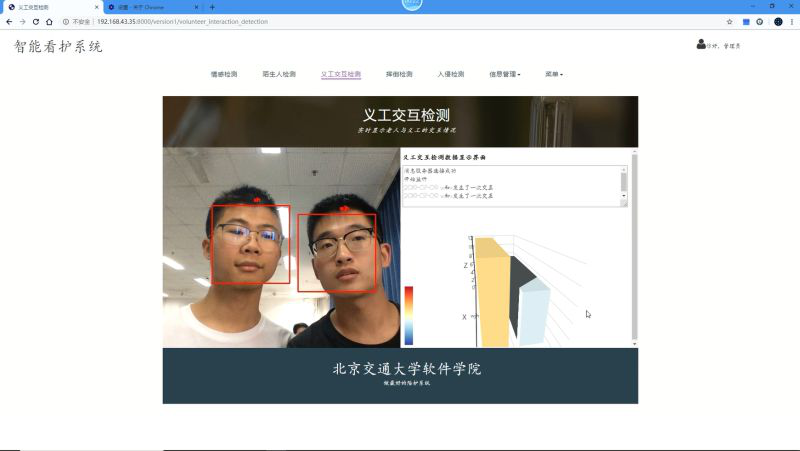 义工交互检测
设置 - 关于 Chrome
不安全 | 192.168.43.35:8000/version1/volunteer_interaction_detection
智能看护系统
你好，管理员
情感检测 陌生人检测 义工交互检测 摔倒检测 入侵检测 信息管理 菜单
义工交互检测
实时显示老人与义工的交互情况
义工交互检测数据显示界面
消息服务器连接成功
开始监听
发生了一次交互
发生了一次交互
Z
X
北京交通大学软件学院
做最好的陪护系统